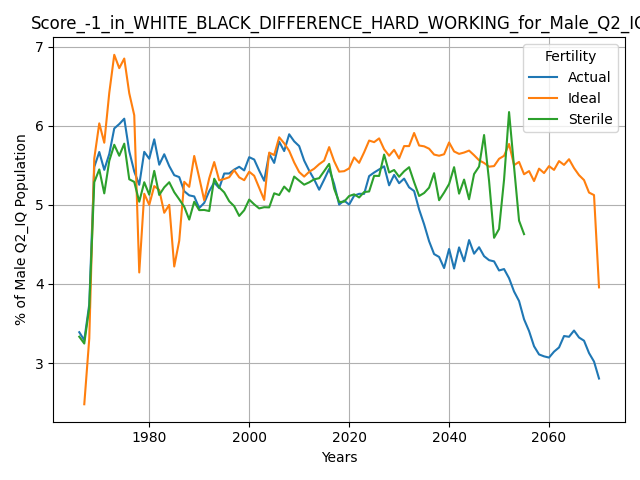 Score_-1_in_WHITE_BLACK_DIFFERENCE_HARD_WORKING_for_Male_Q2_IQ
7
6
5
4
3
% of Male Q2_IQ Population
Fertility
Actual
Ideal
Sterile
1980 2000 2020 2040 2060
Years